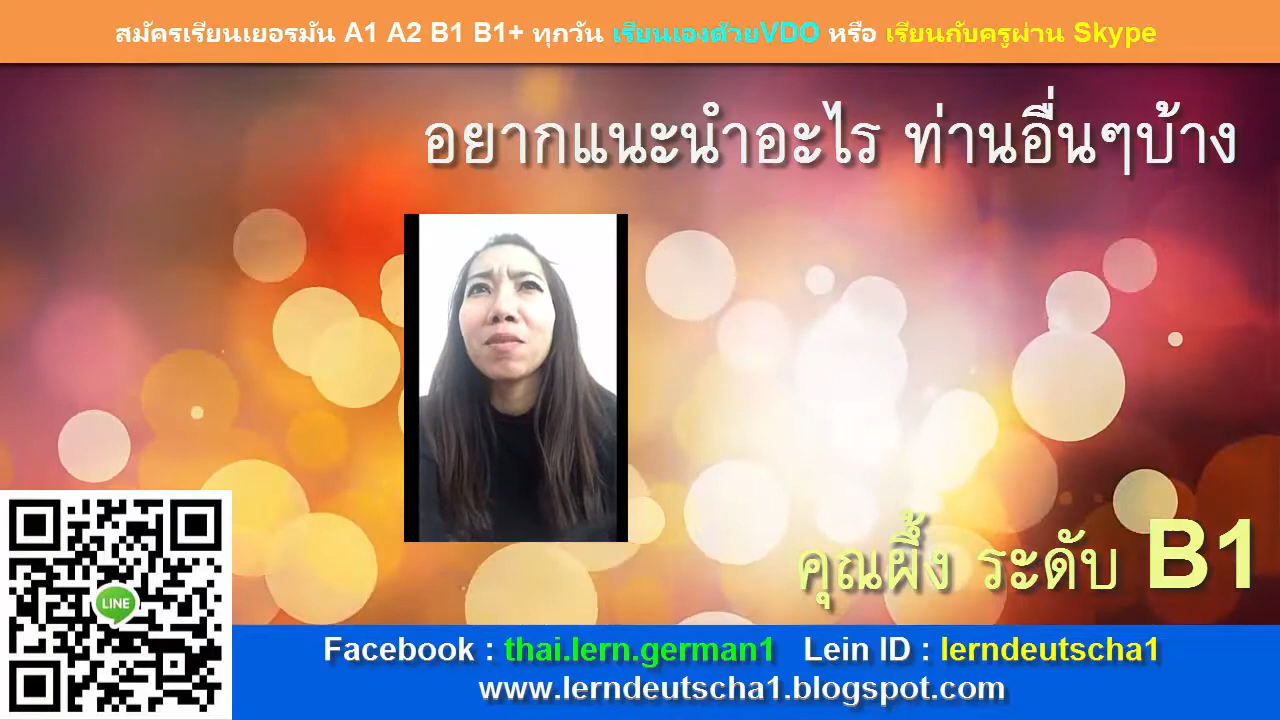 สมัครเรียนเยอรมัน A1 A2 B1 B1+ ทุกวัน เรียนเองด้วยVDO หรือ เรียนกับครูผ่าน Skype
อยากแนะนำอะไร ท่านอื่นๆบ้าง
คุณผึ้ง ระดับ B1
LINE
Facebook : thai.lern.german1 Lein ID : lerndeutscha1
www.lerndeutscha1.blogspot.com